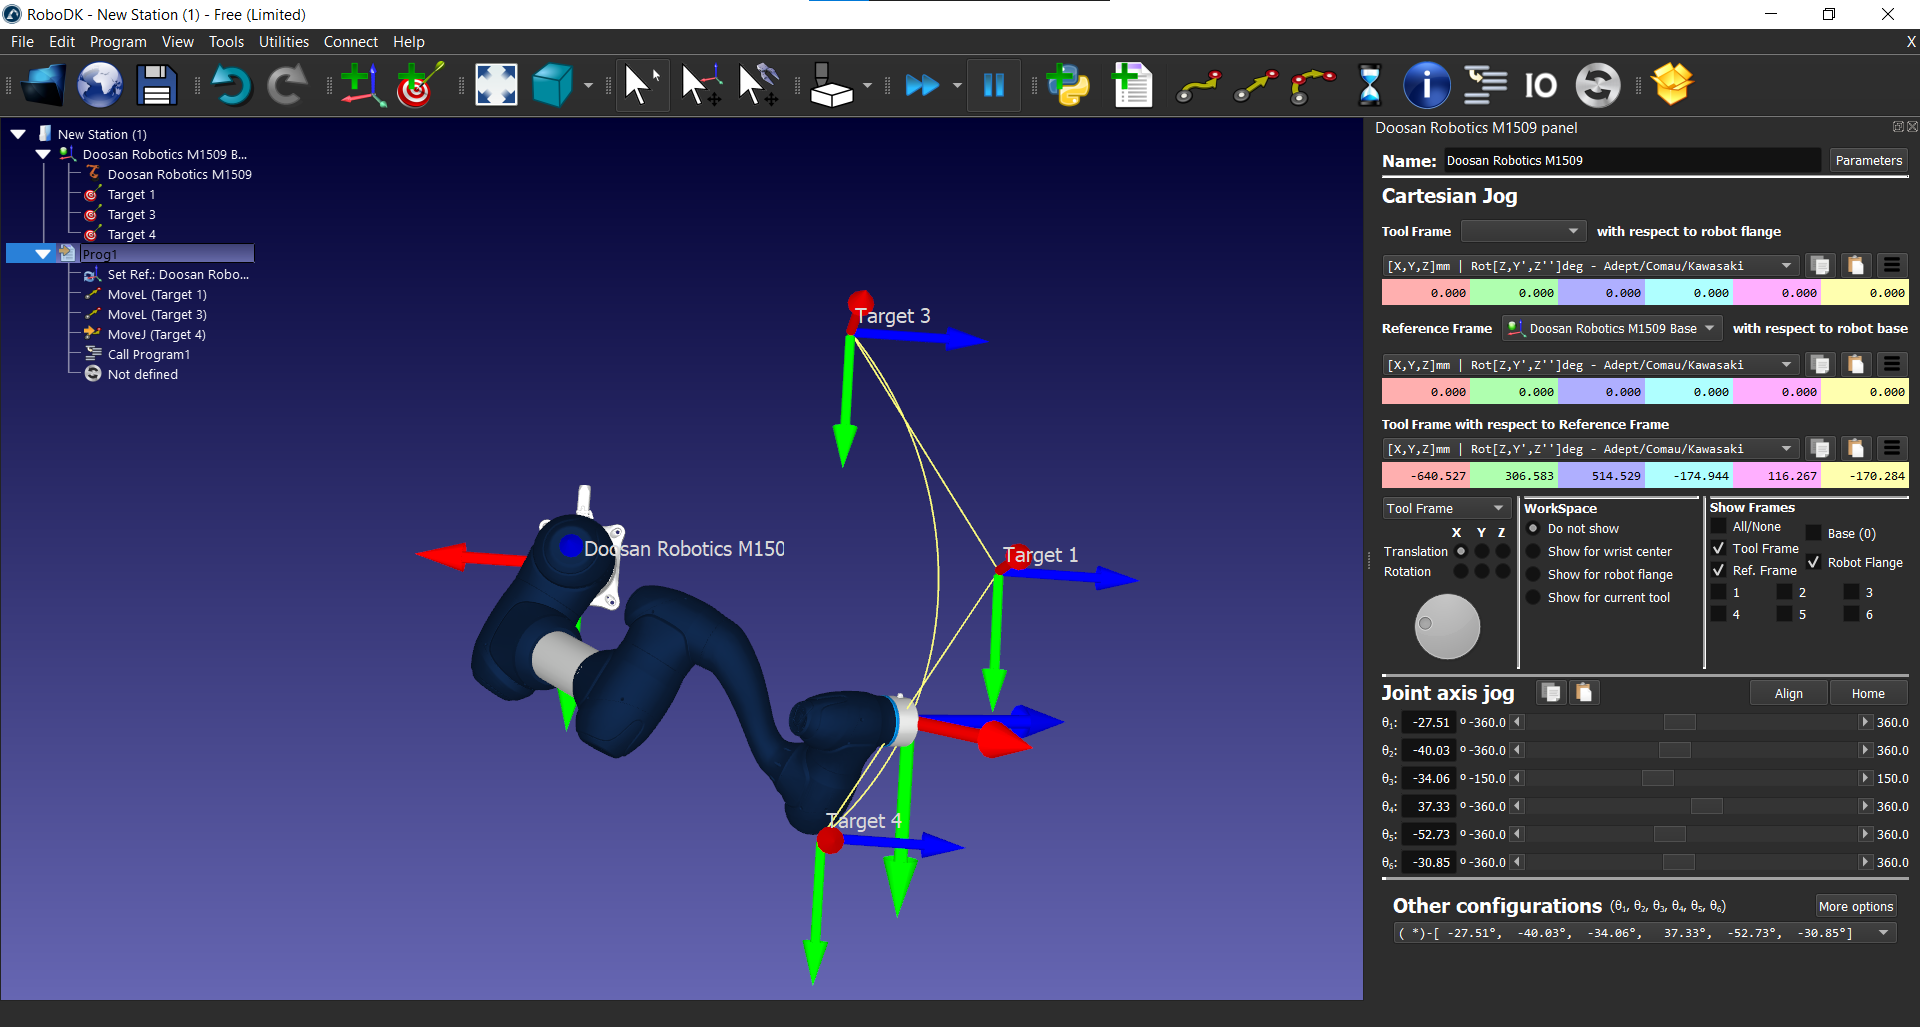 RoboDK - New Station (1) - Free (Limited)
File Edit Program View Tools Utilities Connect Help X
IO
New Station (1)
Doosan Robotics M1509 B...
Doosan Robotics M1509
Target 1
Target 3
Target 4
Prog1
Set Ref.: Doosan Robo...
MoveL (Target 1)
MoveL (Target 3)
MoveJ (Target 4)
Call Program1
Not defined
Target 3
Doosan Robotics M150
Target 1
Target 4
Doosan Robotics M1509 panel
Name: Doosan Robotics M1509 Parameters
Cartesian Jog
Tool Frame with respect to robot flange
[X,Y,Z]mm | Rot[Z,Y',Z'']deg - Adept/Comau/Kawasaki
0.000 0.000 0.000 0.000 0.000 0.000
Reference Frame Doosan Robotics M1509 Base with respect to robot base
[X,Y,Z]mm | Rot[Z,Y',Z'']deg - Adept/Comau/Kawasaki
0.000 0.000 0.000 0.000 0.000 0.000
Tool Frame with respect to Reference Frame
[X,Y,Z]mm | Rot[Z,Y',Z'']deg - Adept/Comau/Kawasaki
-640.527 306.583 514.529 -174.944 116.267 -170.284
Tool Frame
X Y Z
Translation
Rotation
WorkSpace
Do not show
Show for wrist center
Show for robot flange
Show for current tool
Show Frames
All/None Base (0)
Tool Frame
Ref. Frame Robot Flange
1 2 3
4 5 6
Joint axis jog Align Home
θ₁: -27.51 º -360.0 360.0
θ₂: -40.03 º -360.0 360.0
θ₃: -34.06 º -150.0 150.0
θ₄: 37.33 º -360.0 360.0
θ₅: -52.73 º -360.0 360.0
θ₆: -30.85 º -360.0 360.0
Other configurations (θ₁, θ₂, θ₃, θ₄, θ₅, θ₆) More options
( *)-[ -27.51°, -40.03°, -34.06°, 37.33°, -52.73°, -30.85°]